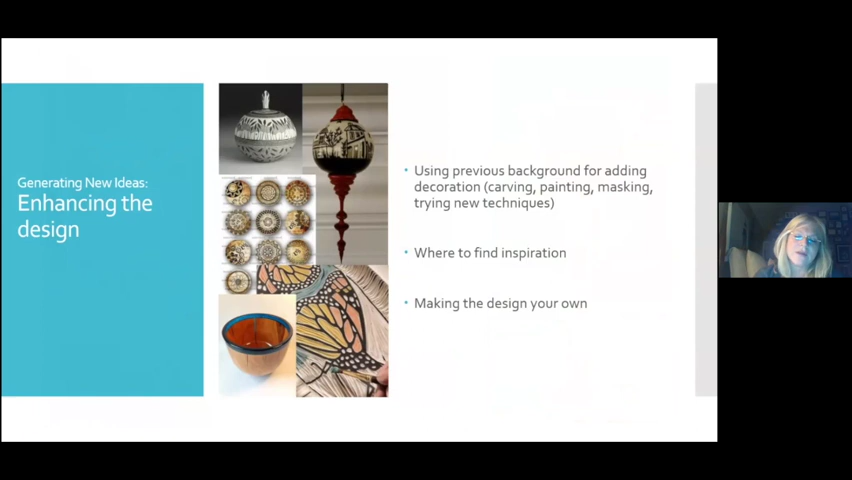 Generating New Ideas:
Enhancing the
design
• Using previous background for adding
decoration (carving, painting, masking,
trying new techniques)
• Where to find inspiration
• Making the design your own